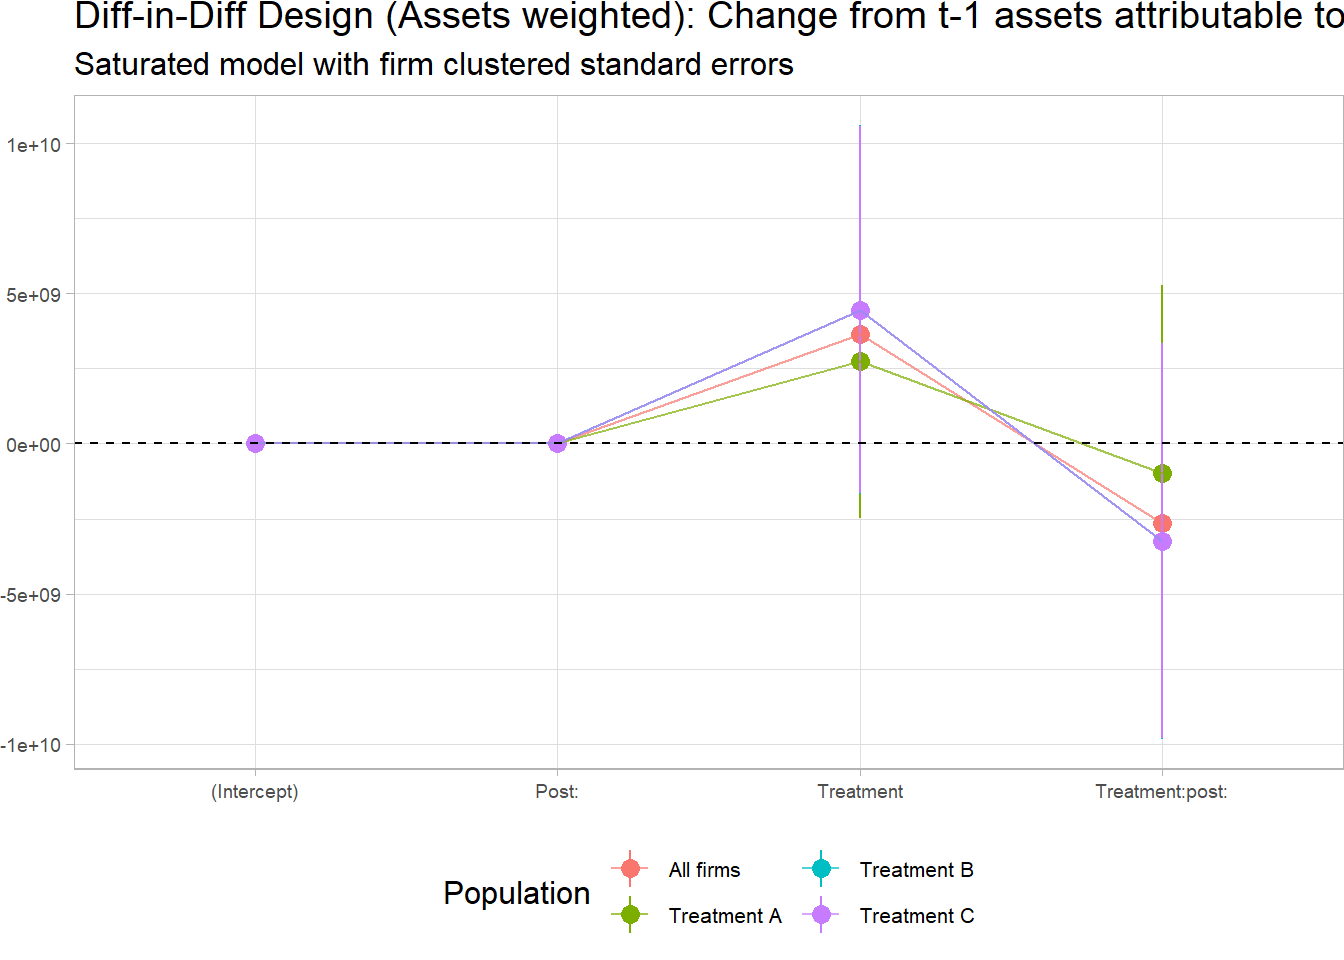 Diff-in-Diff Design (Assets weighted): Change from t-1 assets attributable to
Saturated model with firm clustered standard errors
1e+10
5e+09
0e+00
-5e+09
-1e+10
(Intercept) Post: Treatment Treatment:post:
Population
All firms Treatment B
Treatment A Treatment C